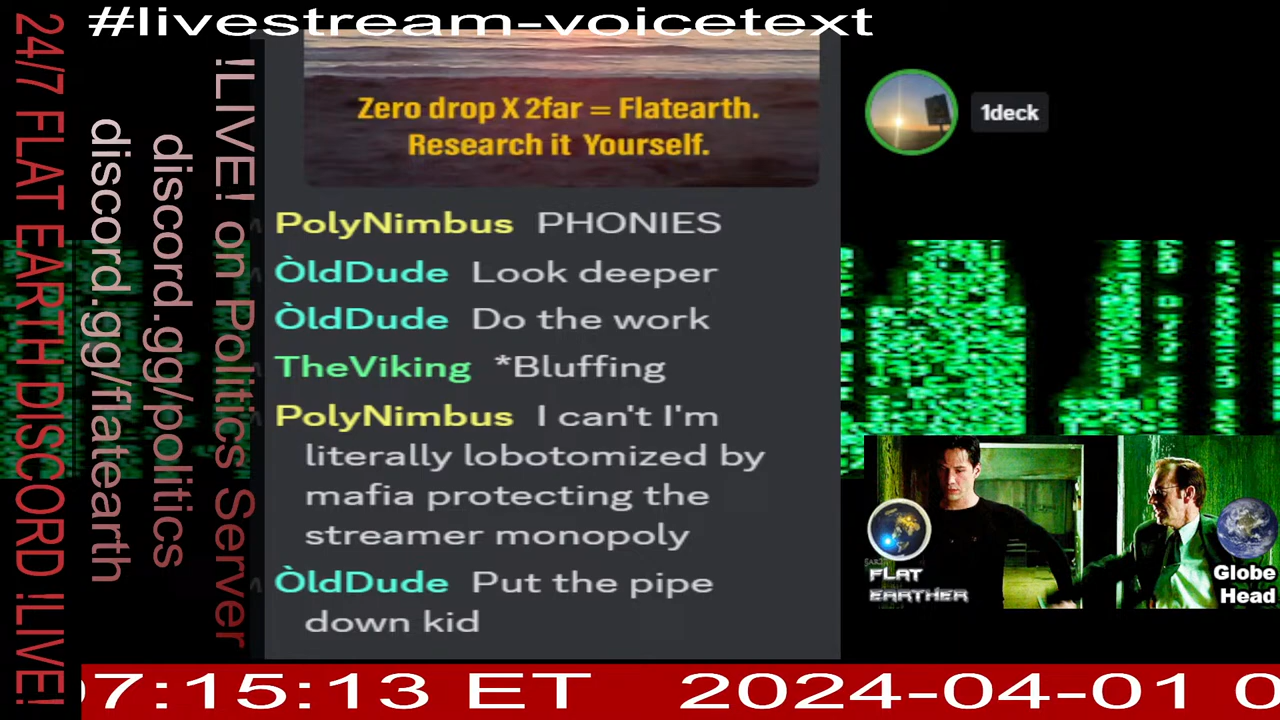 #livestream-voicetext
24/7 FLAT EARTH DISCORD !LIVE!
discord.gg/flatearth
discord.gg/politics
!LIVE! on Politics Server
Zero drop X 2far = Flatearth.
Research it Yourself.
1deck
PolyNimbus PHONIES
ÒldDude Look deeper
ÒldDude Do the work
TheViking *Bluffing
PolyNimbus I can't I'm
literally lobotomized by
mafia protecting the
streamer monopoly
ÒldDude Put the pipe
down kid
FLAT
EARTHER
Globe
Head
07:15:13 ET 2024-04-01 0